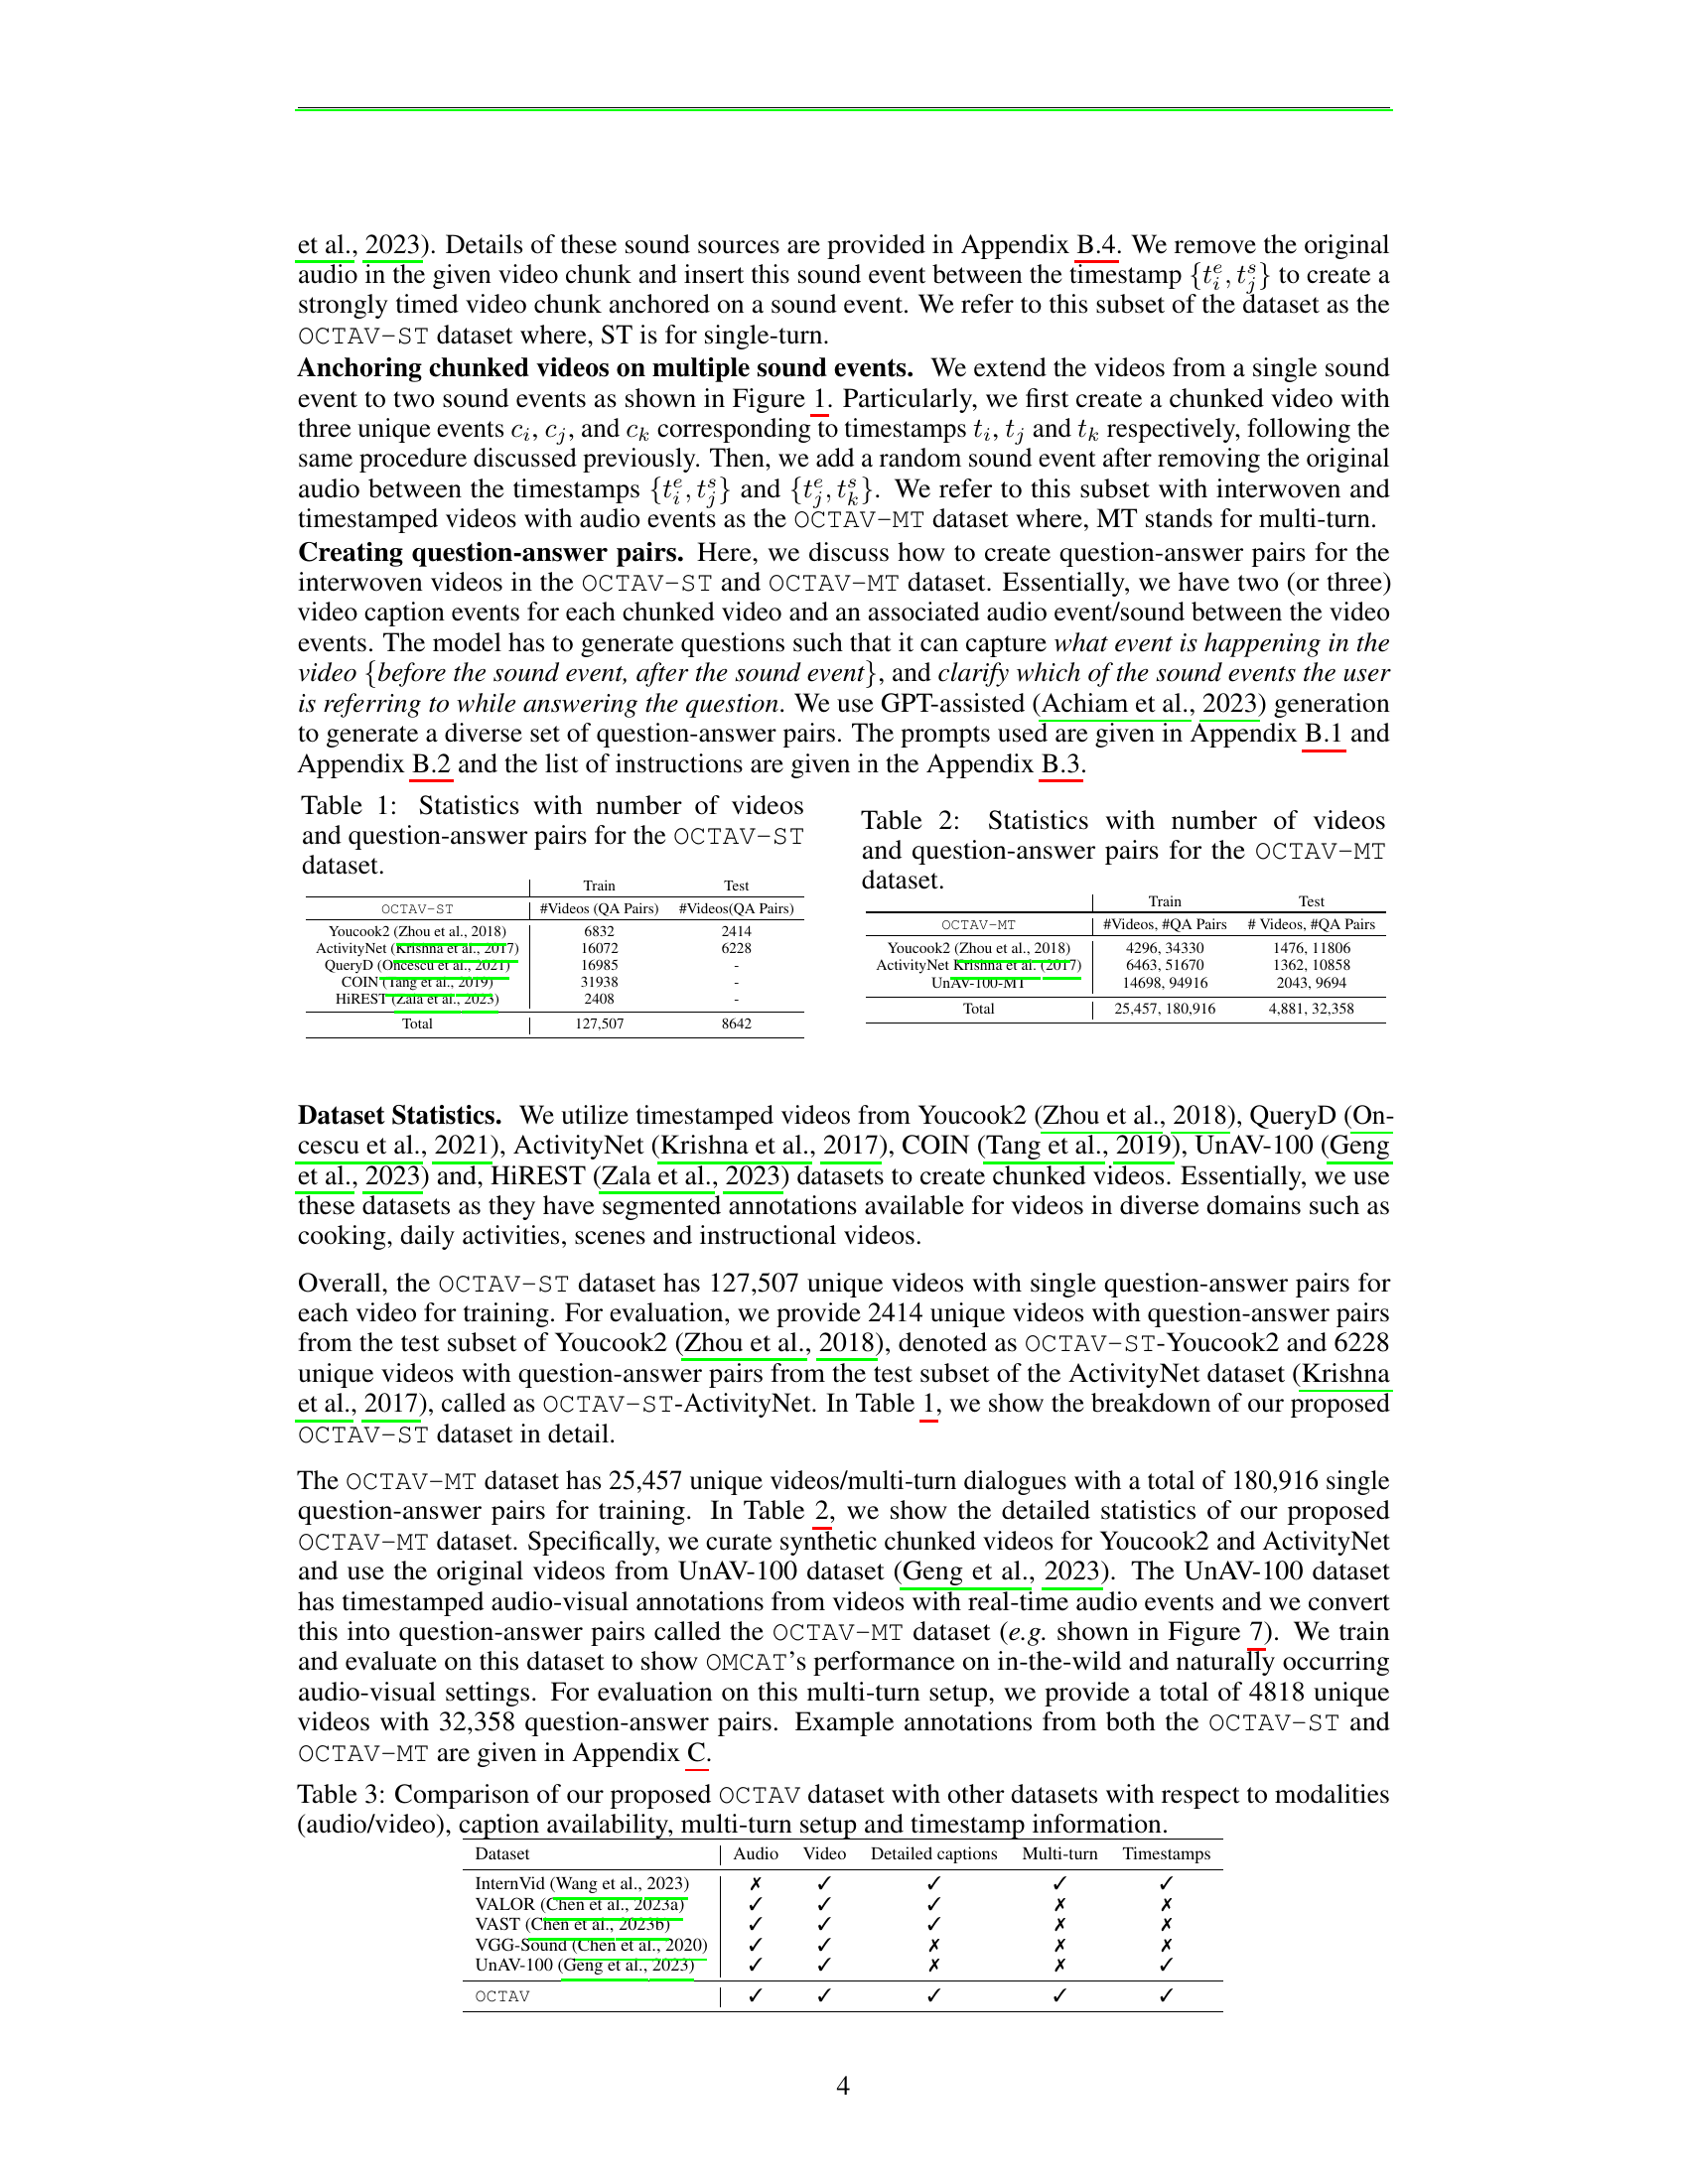 et al., 2023). Details of these sound sources are provided in Appendix B.4. We remove the original
audio in the given video chunk and insert this sound event between the timestamp {t_i^e, t_j^s} to create a
strongly timed video chunk anchored on a sound event. We refer to this subset of the dataset as the
OCTAV-ST dataset where, ST is for single-turn.
Anchoring chunked videos on multiple sound events. We extend the videos from a single sound
event to two sound events as shown in Figure 1. Particularly, we first create a chunked video with
three unique events c_i, c_j, and c_k corresponding to timestamps t_i, t_j and t_k respectively, following the
same procedure discussed previously. Then, we add a random sound event after removing the original
audio between the timestamps {t_i^e, t_j^s} and {t_j^e, t_k^s}. We refer to this subset with interwoven and
timestamped videos with audio events as the OCTAV-MT dataset where, MT stands for multi-turn.
Creating question-answer pairs. Here, we discuss how to create question-answer pairs for the
interwoven videos in the OCTAV-ST and OCTAV-MT dataset. Essentially, we have two (or three)
video caption events for each chunked video and an associated audio event/sound between the video
events. The model has to generate questions such that it can capture what event is happening in the
video {before the sound event, after the sound event}, and clarify which of the sound events the user
is referring to while answering the question. We use GPT-assisted (Achiam et al., 2023) generation
to generate a diverse set of question-answer pairs. The prompts used are given in Appendix B.1 and
Appendix B.2 and the list of instructions are given in the Appendix B.3.
Table 1: Statistics with number of videos
and question-answer pairs for the OCTAV-ST
dataset.
Train Test
OCTAV-ST #Videos (QA Pairs) #Videos(QA Pairs)
Youcook2 (Zhou et al., 2018) 6832 2414
ActivityNet (Krishna et al., 2017) 16072 6228
QueryD (Oncescu et al., 2021) 16985 -
COIN (Tang et al., 2019) 31938 -
HiREST (Zala et al., 2023) 2408 -
Total 127,507 8642
Table 2: Statistics with number of videos
and question-answer pairs for the OCTAV-MT
dataset.
Train Test
OCTAV-MT #Videos, #QA Pairs # Videos, #QA Pairs
Youcook2 (Zhou et al., 2018) 4296, 34330 1476, 11806
ActivityNet Krishna et al. (2017) 6463, 51670 1362, 10858
UnAV-100-MT 14698, 94916 2043, 9694
Total 25,457, 180,916 4,881, 32,358
Dataset Statistics. We utilize timestamped videos from Youcook2 (Zhou et al., 2018), QueryD (On-
cescu et al., 2021), ActivityNet (Krishna et al., 2017), COIN (Tang et al., 2019), UnAV-100 (Geng
et al., 2023) and, HiREST (Zala et al., 2023) datasets to create chunked videos. Essentially, we use
these datasets as they have segmented annotations available for videos in diverse domains such as
cooking, daily activities, scenes and instructional videos.
Overall, the OCTAV-ST dataset has 127,507 unique videos with single question-answer pairs for
each video for training. For evaluation, we provide 2414 unique videos with question-answer pairs
from the test subset of Youcook2 (Zhou et al., 2018), denoted as OCTAV-ST-Youcook2 and 6228
unique videos with question-answer pairs from the test subset of the ActivityNet dataset (Krishna
et al., 2017), called as OCTAV-ST-ActivityNet. In Table 1, we show the breakdown of our proposed
OCTAV-ST dataset in detail.
The OCTAV-MT dataset has 25,457 unique videos/multi-turn dialogues with a total of 180,916 single
question-answer pairs for training. In Table 2, we show the detailed statistics of our proposed
OCTAV-MT dataset. Specifically, we curate synthetic chunked videos for Youcook2 and ActivityNet
and use the original videos from UnAV-100 dataset (Geng et al., 2023). The UnAV-100 dataset
has timestamped audio-visual annotations from videos with real-time audio events and we convert
this into question-answer pairs called the OCTAV-MT dataset (e.g. shown in Figure 7). We train
and evaluate on this dataset to show OMCAT's performance on in-the-wild and naturally occurring
audio-visual settings. For evaluation on this multi-turn setup, we provide a total of 4818 unique
videos with 32,358 question-answer pairs. Example annotations from both the OCTAV-ST and
OCTAV-MT are given in Appendix C.
Table 3: Comparison of our proposed OCTAV dataset with other datasets with respect to modalities
(audio/video), caption availability, multi-turn setup and timestamp information.
Dataset Audio Video Detailed captions Multi-turn Timestamps
InternVid (Wang et al., 2023) ✗ ✓ ✓ ✓ ✓
VALOR (Chen et al., 2023a) ✓ ✓ ✓ ✗ ✗
VAST (Chen et al., 2023b) ✓ ✓ ✓ ✗ ✗
VGG-Sound (Chen et al., 2020) ✓ ✓ ✗ ✗ ✗
UnAV-100 (Geng et al., 2023) ✓ ✓ ✗ ✗ ✓
OCTAV ✓ ✓ ✓ ✓ ✓
4